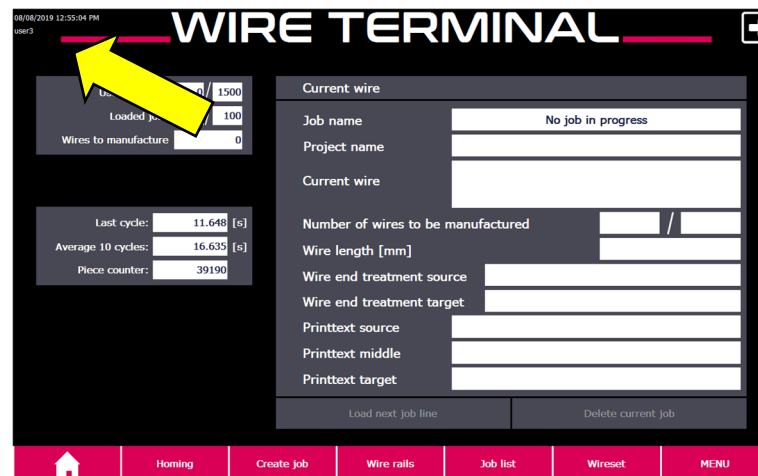 08/08/2019 12:55:04 PM
user3
WIRE TERMINAL
0/ 1500
Loaded / 100
Wires to manufacture 0
Last cycle: 11.648 [s]
Average 10 cycles: 16.635 [s]
Piece counter: 39190
Current wire
Job name No job in progress
Project name
Current wire
Number of wires to be manufactured /
Wire length [mm]
Wire end treatment source
Wire end treatment target
Printtext source
Printtext middle
Printtext target
Load next job line Delete current job
Homing Create job Wire rails Job list Wireset MENU